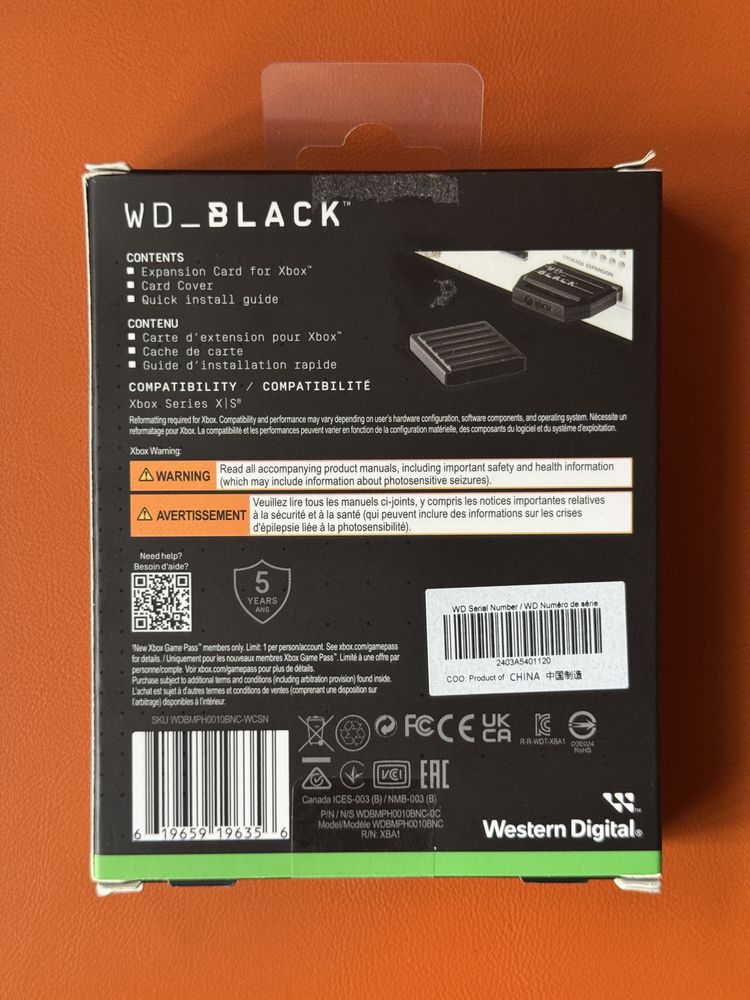 WD_BLACK™
CONTENTS
■ Expansion Card for Xbox™
■ Card Cover
■ Quick install guide
CONTENU
■ Carte d'extension pour Xbox™
■ Cache de carte
■ Guide d'installation rapide
COMPATIBILITY / COMPATIBILITÉ
Xbox Series X|S®
STORAGE EXPANSION
WD_
BLACK
Reformatting required for Xbox. Compatibility and performance may vary depending on user's hardware configuration, software components, and operating system. Nécessite un
reformatage pour Xbox. La compatibilité et les performances peuvent varier en fonction de la configuration matérielle, des composants du logiciel et du système d'exploitation.
Xbox Warning:
⚠ WARNING Read all accompanying product manuals, including important safety and health information
(which may include information about photosensitive seizures).
⚠ AVERTISSEMENT Veuillez lire tous les manuels ci-joints, y compris les notices importantes relatives
à la sécurité et à la santé (qui peuvent inclure des informations sur les crises
d'épilepsie liée à la photosensibilité).
Need help?
Besoin d'aide?
5
YEARS
ANS
WD Serial Number / WD Numéro de série
2403A5401120
COO. Product of CHINA 中国制造
¹New Xbox Game Pass™ members only. Limit: 1 per person/account. See xbox.com/gamepass
for details. / Uniquement pour les nouveaux membres Xbox Game Pass™. Limité à une offre par
personne/compte. Voir xbox.com/gamepass pour plus de détails.
Purchase subject to additional terms and conditions (including arbitration provision) found inside.
L'achat est sujet à d'autres termes et conditions de ventes (comprenant une disposition sur
l'arbitrage) disponibles à l'intérieur.
SKU WDBMPH0010BNC-WCSN
6 19659 19635 6
FC CE UK
CA
R-R-WDT-XBA1
D3E024
RoHS
VCI EAC
Canada ICES-003 (B) / NMB-003 (B)
P/N / N/S WDBMPH0010BNC-0C
Model/Modèle WDBMPH0010BNC
R/N: XBA1
Western Digital®